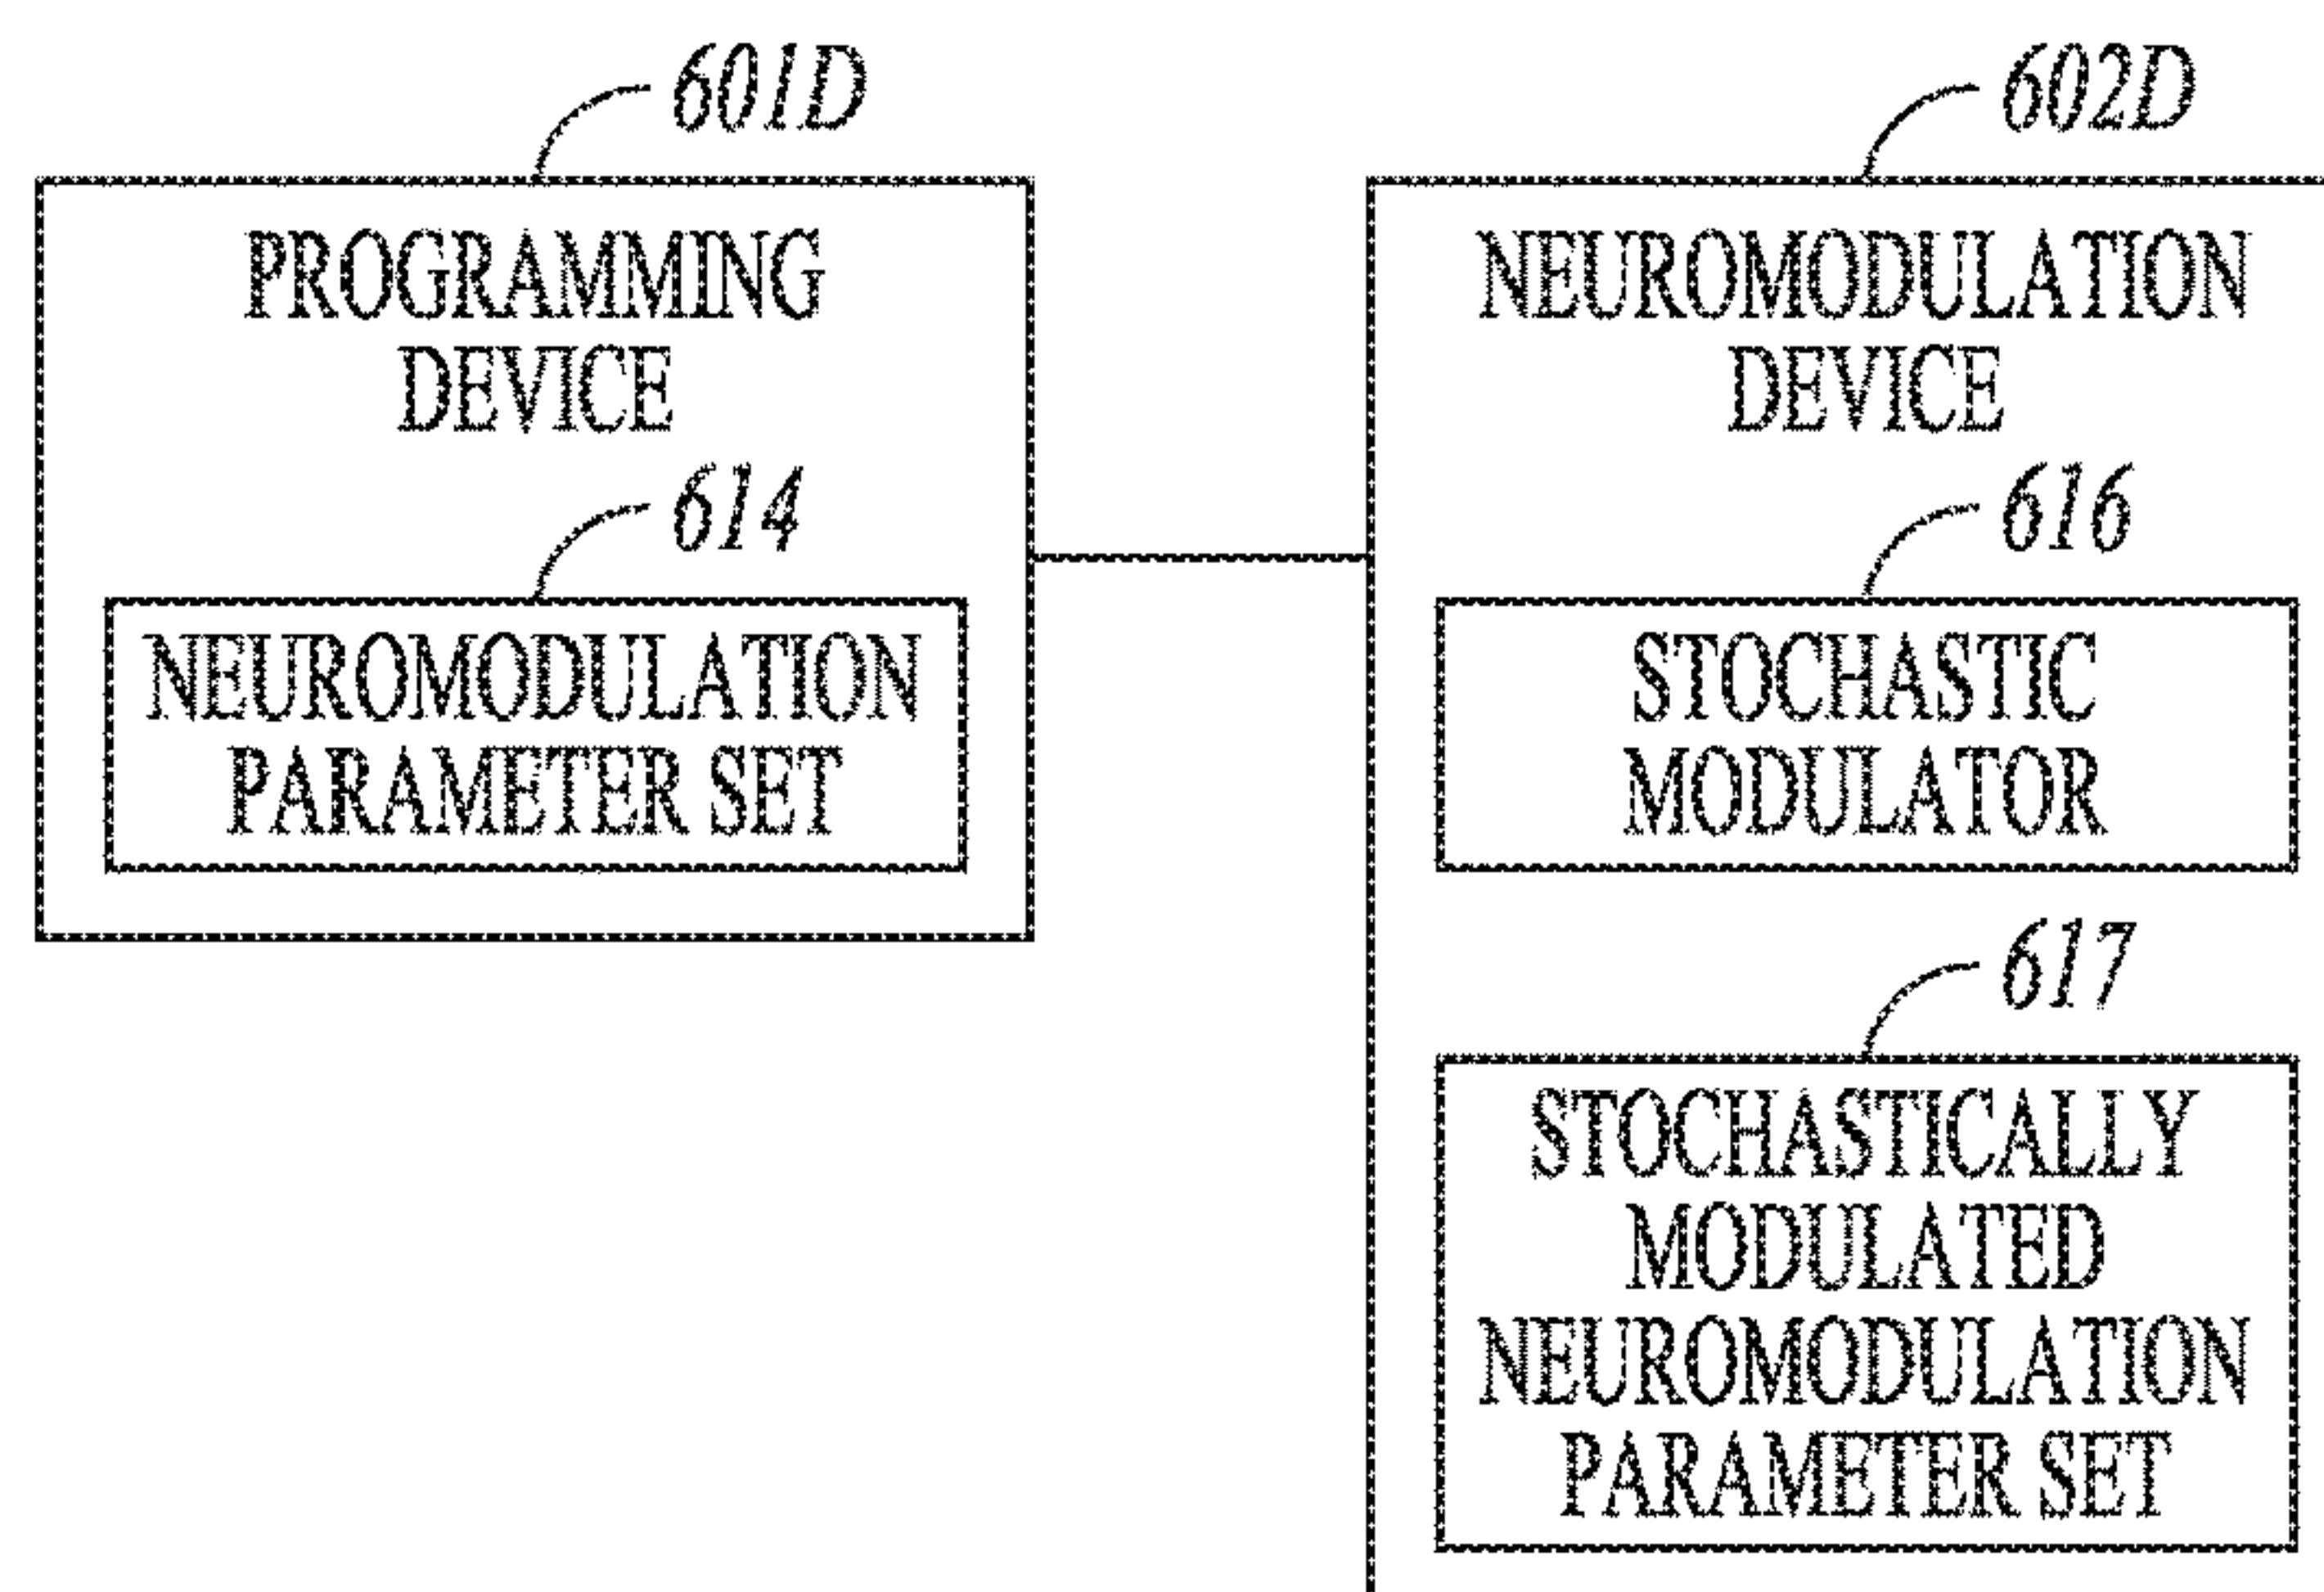 601D
PROGRAMMING
DEVICE
614
NEUROMODULATION
PARAMETER SET
602D
NEUROMODULATION
DEVICE
616
STOCHASTIC
MODULATOR
617
STOCHASTICALLY
MODULATED
NEUROMODULATION
PARAMETER SET